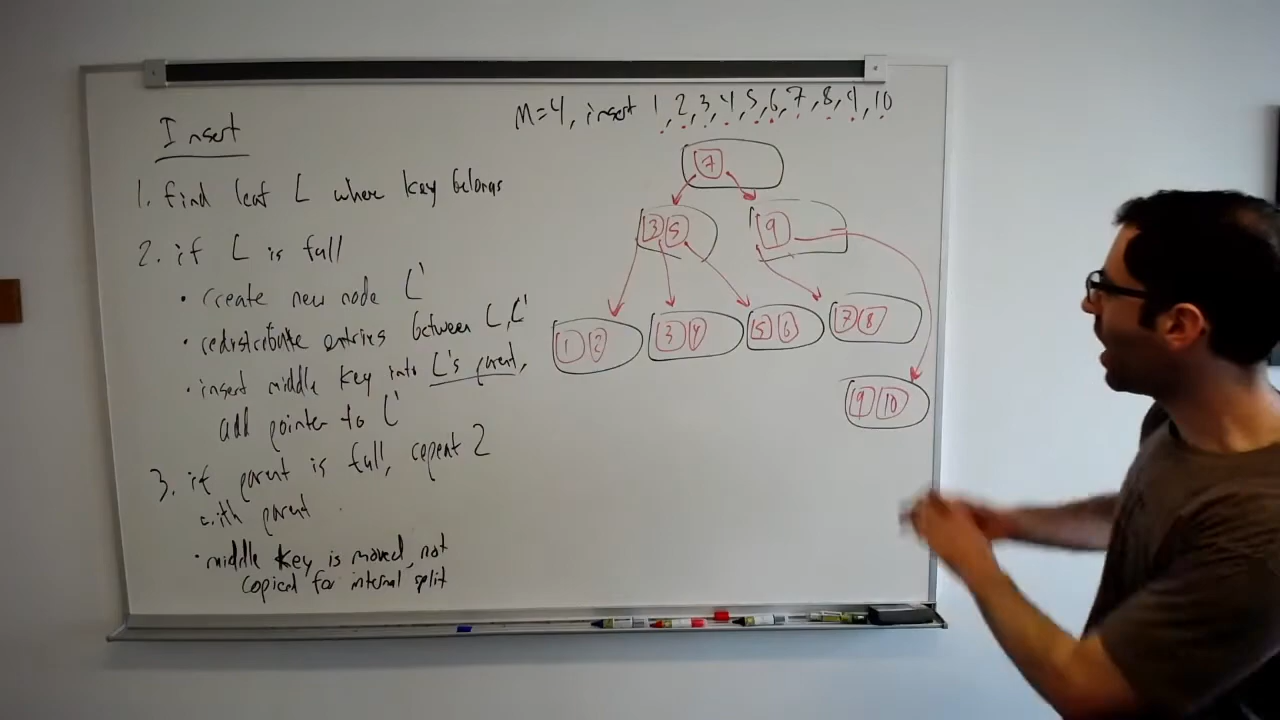 M=4, insert 1, 2, 3, 4, 5, 6, 7, 8, 9, 10
Insert
1. find leaf L where key belongs
2. if L is full
• create new node L'
• redistribute entries between L, L'
• insert middle key into L's parent,
add pointer to L'
3. if parent is full, repeat 2
with parent
• middle key is moved, not
copied for internal split
7
3 5
9
1 2
3 4
5 6
7 8
9 10